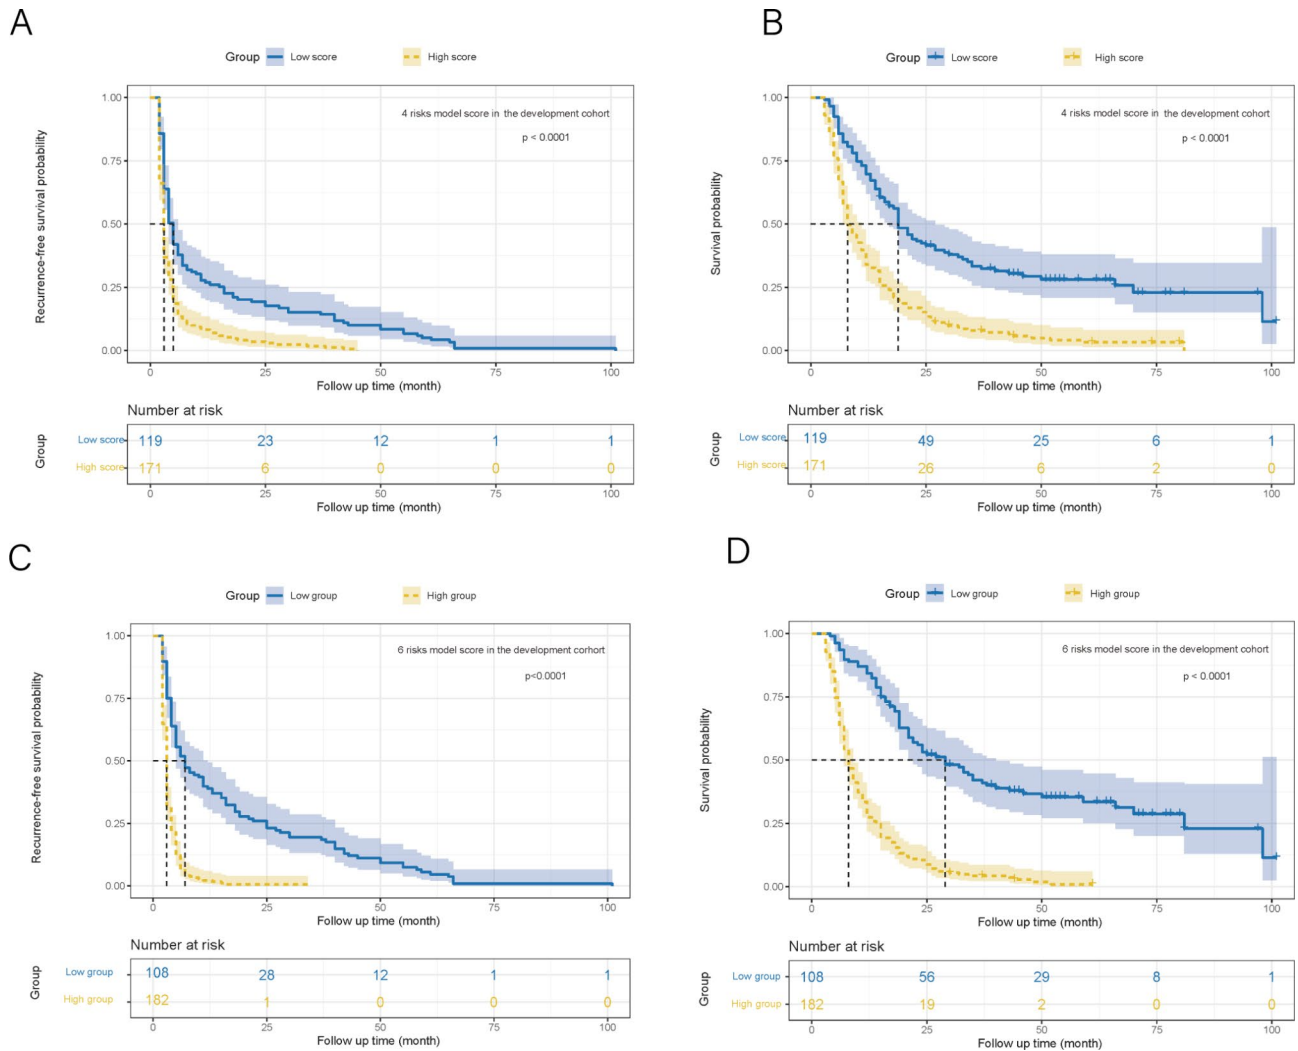 A
Group Low score High score
Recurrence-free survival probability
1.00
0.75
0.50
0.25
0.00
4 risks model score in the development cohort
p < 0.0001
0 25 50 75 100
Follow up time (month)
Number at risk
Group
Low score 119 23 12 1 1
High score 171 6 0 0 0
0 25 50 75 100
Follow up time (month)
B
Group Low score High score
Survival probability
1.00
0.75
0.50
0.25
0.00
4 risks model score in the development cohort
p < 0.0001
0 25 50 75 100
Follow up time (month)
Number at risk
Group
Low score 119 49 25 6 1
High score 171 26 6 2 0
0 25 50 75 100
Follow up time (month)
C
Group Low group High group
Recurrence-free survival probability
1.00
0.75
0.50
0.25
0.00
6 risks model score in the development cohort
p<0.0001
0 25 50 75 100
Follow up time (month)
Number at risk
Group
Low group 108 28 12 1 1
High group 182 1 0 0 0
0 25 50 75 100
Follow up time (month)
D
Group Low group High group
Survival probability
1.00
0.75
0.50
0.25
0.00
6 risks model score in the development cohort
p < 0.0001
0 25 50 75 100
Follow up time (month)
Number at risk
Group
Low group 108 56 29 8 1
High group 182 19 2 0 0
0 25 50 75 100
Follow up time (month)